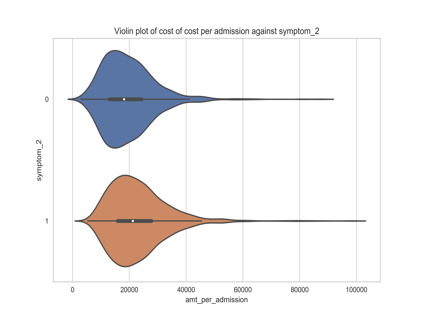 Violin plot of cost of cost per admission against symptom_2
symptom_2
0
1
0 20000 40000 60000 80000 100000
amt_per_admission